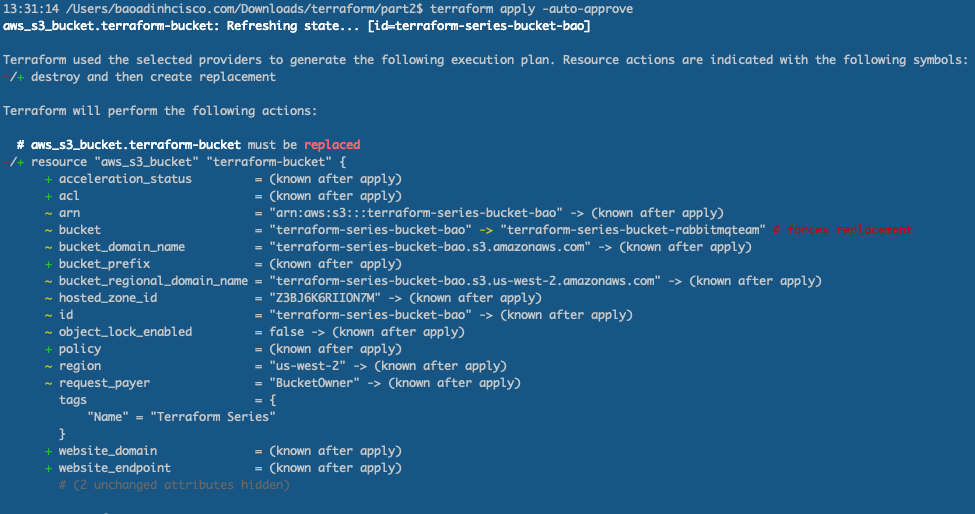 13:31:14 /Users/baoadinhcisco.com/Downloads/terraform/part2$ terraform apply -auto-approve
aws_s3_bucket.terraform-bucket: Refreshing state... [id=terraform-series-bucket-bao]
Terraform used the selected providers to generate the following execution plan. Resource actions are indicated with the following symbols:
-/+ destroy and then create replacement
Terraform will perform the following actions:
# aws_s3_bucket.terraform-bucket must be replaced
-/+ resource "aws_s3_bucket" "terraform-bucket" {
+ acceleration_status = (known after apply)
+ acl = (known after apply)
~ arn = "arn:aws:s3:::terraform-series-bucket-bao" -> (known after apply)
~ bucket = "terraform-series-bucket-bao" -> "terraform-series-bucket-rabbitmqteam" # forces replacement
~ bucket_domain_name = "terraform-series-bucket-bao.s3.amazonaws.com" -> (known after apply)
+ bucket_prefix = (known after apply)
~ bucket_regional_domain_name = "terraform-series-bucket-bao.s3.us-west-2.amazonaws.com" -> (known after apply)
~ hosted_zone_id = "Z3BJ6K6RIION7M" -> (known after apply)
~ id = "terraform-series-bucket-bao" -> (known after apply)
~ object_lock_enabled = false -> (known after apply)
+ policy = (known after apply)
~ region = "us-west-2" -> (known after apply)
~ request_payer = "BucketOwner" -> (known after apply)
tags = {
"Name" = "Terraform Series"
}
+ website_domain = (known after apply)
+ website_endpoint = (known after apply)
# (2 unchanged attributes hidden)